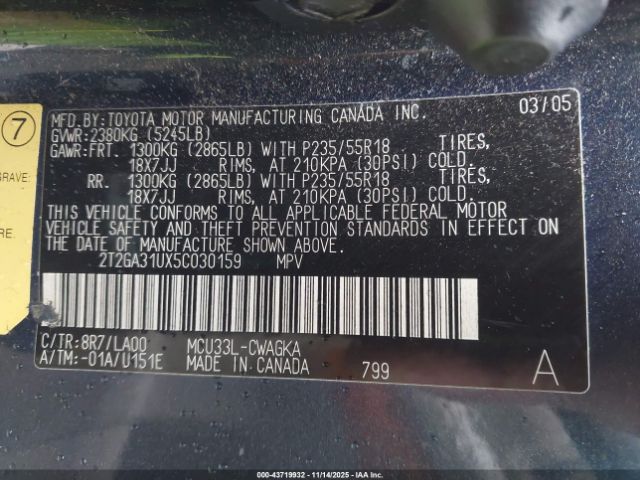 7
GRAVE:
MFD.BY:TOYOTA MOTOR MANUFACTURING CANADA INC. 03/05
GVWR:2380KG (5245LB)
GAWR:FRT. 1300KG (2865LB) WITH P235/55R18 TIRES,
18X7JJ RIMS, AT 210KPA (30PSI) COLD.
RR. 1300KG (2865LB) WITH P235/55R18 TIRES,
18X7JJ RIMS, AT 210KPA (30PSI) COLD.
THIS VEHICLE CONFORMS TO ALL APPLICABLE FEDERAL MOTOR
VEHICLE SAFETY AND THEFT PREVENTION STANDARDS IN EFFECT ON
THE DATE OF MANUFACTURE SHOWN ABOVE.
2T2GA31UX5C030159 MPV
C/TR:8R7/LA00 MCU33L-CWAGKA
A/TM:-01A/U151E MADE IN CANADA 799 A
000-43719932 - 11/14/2025 - IAAI.com